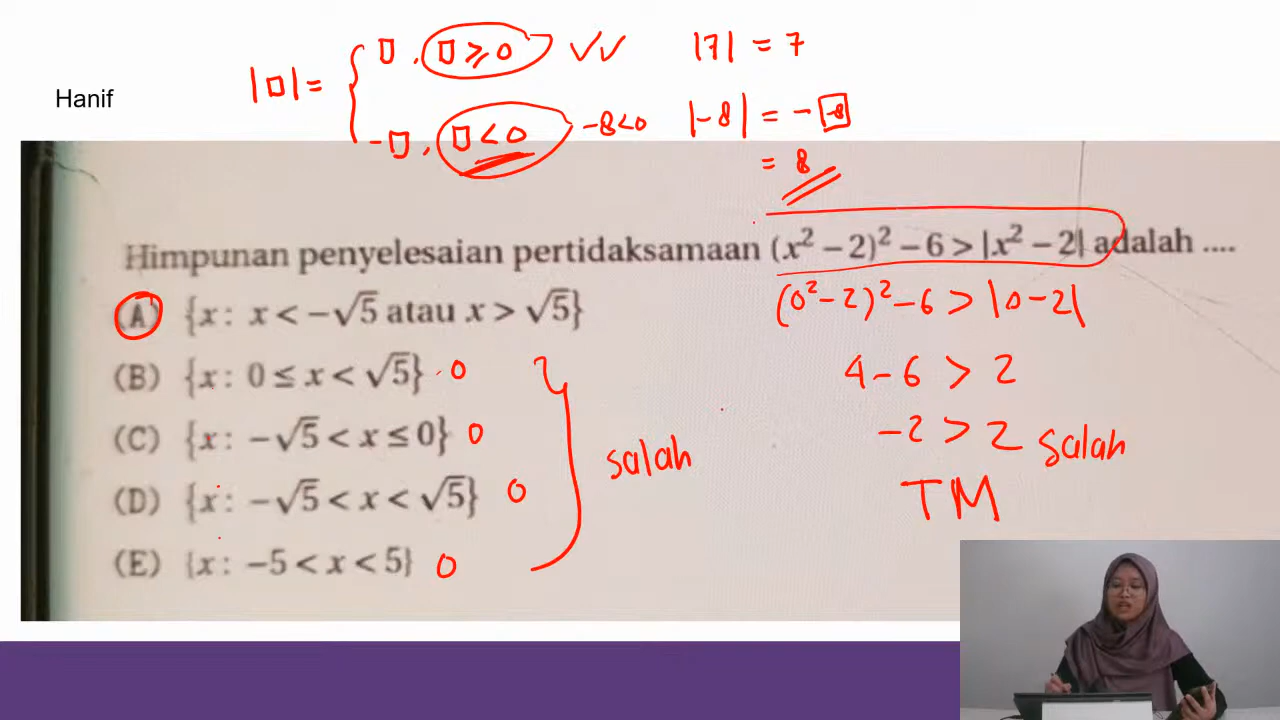 |□| = { □, □ ≥ 0 ✓✓ |7| = 7
-□, □ < 0 -8<0 |-8| = - -8
= 8
Hanif
Himpunan penyelesaian pertidaksamaan (x² − 2)² − 6 > |x² − 2| adalah ....
(A) {x : x < −√5 atau x > √5}
(B) {x : 0 ≤ x < √5} 0
(C) {x : −√5 < x ≤ 0} 0
(D) {x : −√5 < x < √5} 0
(E) {x : −5 < x < 5} 0
salah
(0² − 2)² − 6 > |0 − 2|
4 − 6 > 2
−2 > 2 salah
TM